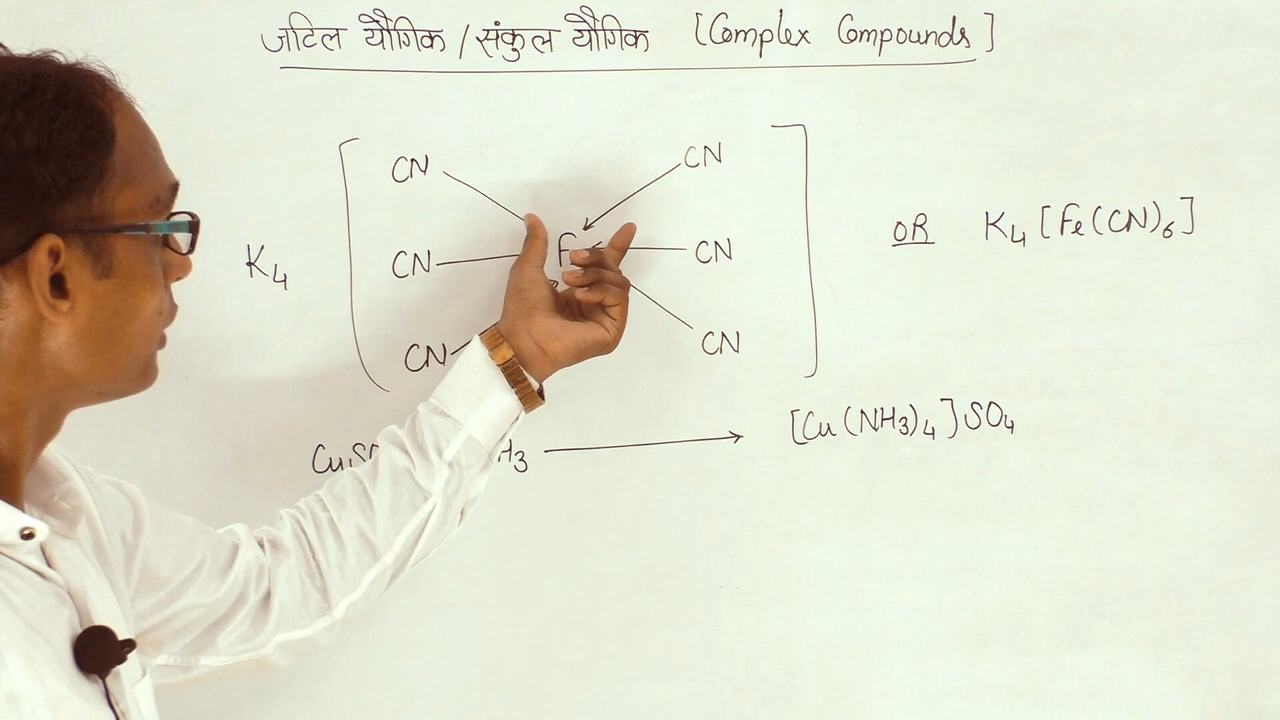 जटिल यौगिक / संकुल यौगिक [Complex Compounds]
CN CN
K4 CN CN OR K4 [Fe(CN)6]
CN CN
[Cu(NH3)4]SO4